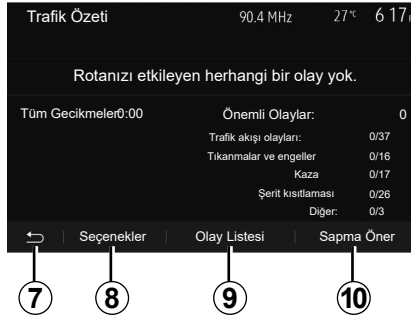 Trafik Özeti 90.4 MHz 27°C 6 17
Rotanızı etkileyen herhangi bir olay yok.
Tüm Gecikmeler0:00 Önemli Olaylar: 0
Trafik akışı olayları: 0/37
Tıkanmalar ve engeller 0/16
Kaza 0/17
Şerit kısıtlaması 0/26
Diğer: 0/3
Seçenekler Olay Listesi Sapma Öner
7 8 9 10